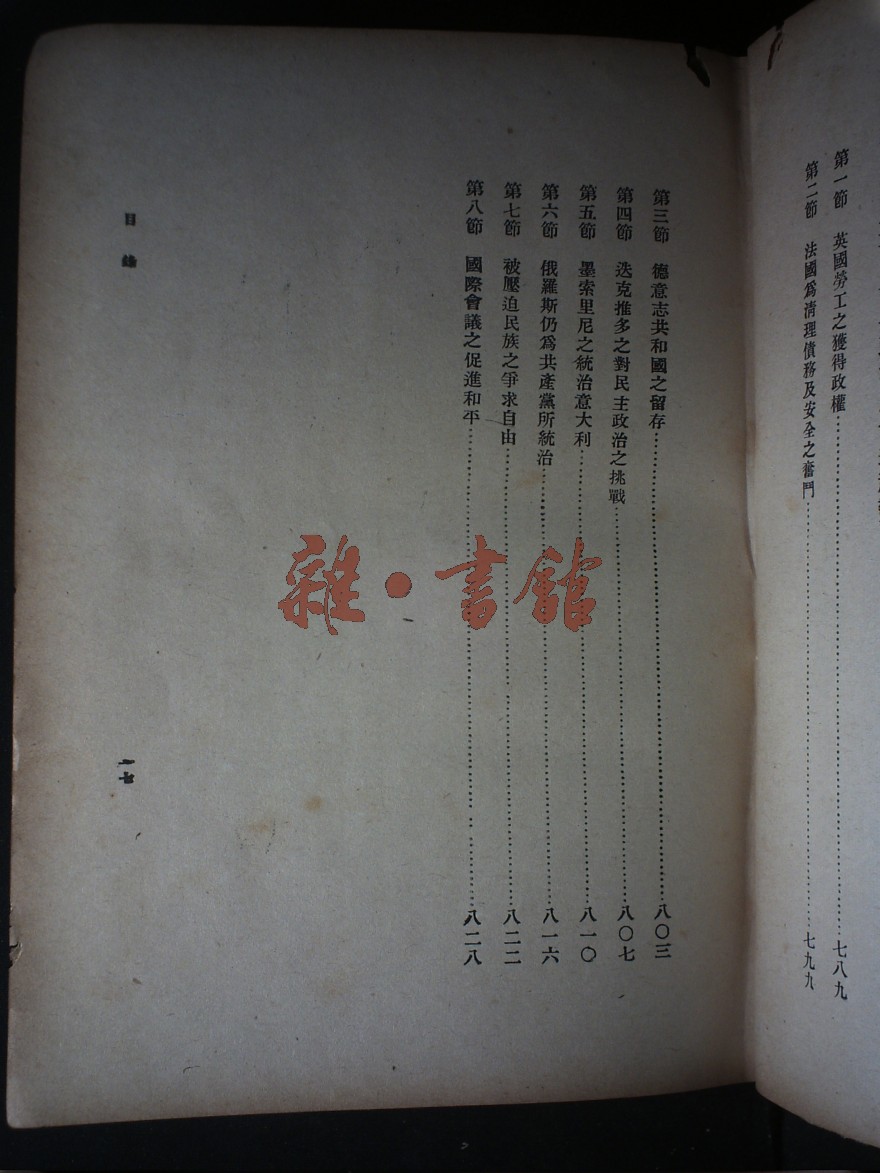 第一節 英國勞工之獲得政權……七八九
第二節 法國爲清理債務及安全之奮鬥……七九九
第三節 德意志共和國之留存……八〇三
第四節 迭克推多之對民主政治之挑戰……八〇七
第五節 墨索里尼之統治意大利……八一〇
第六節 俄羅斯仍爲共產黨所統治……八一六
第七節 被壓迫民族之爭求自由……八二二
第八節 國際會議之促進和平……八二八
目錄
一七
雜·書館